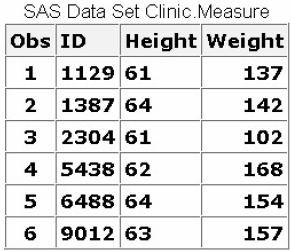 SAS Data Set Clinic.Measure
Obs ID Height Weight
1 1129 61 137
2 1387 64 142
3 2304 61 102
4 5438 62 168
5 6488 64 154
6 9012 63 157